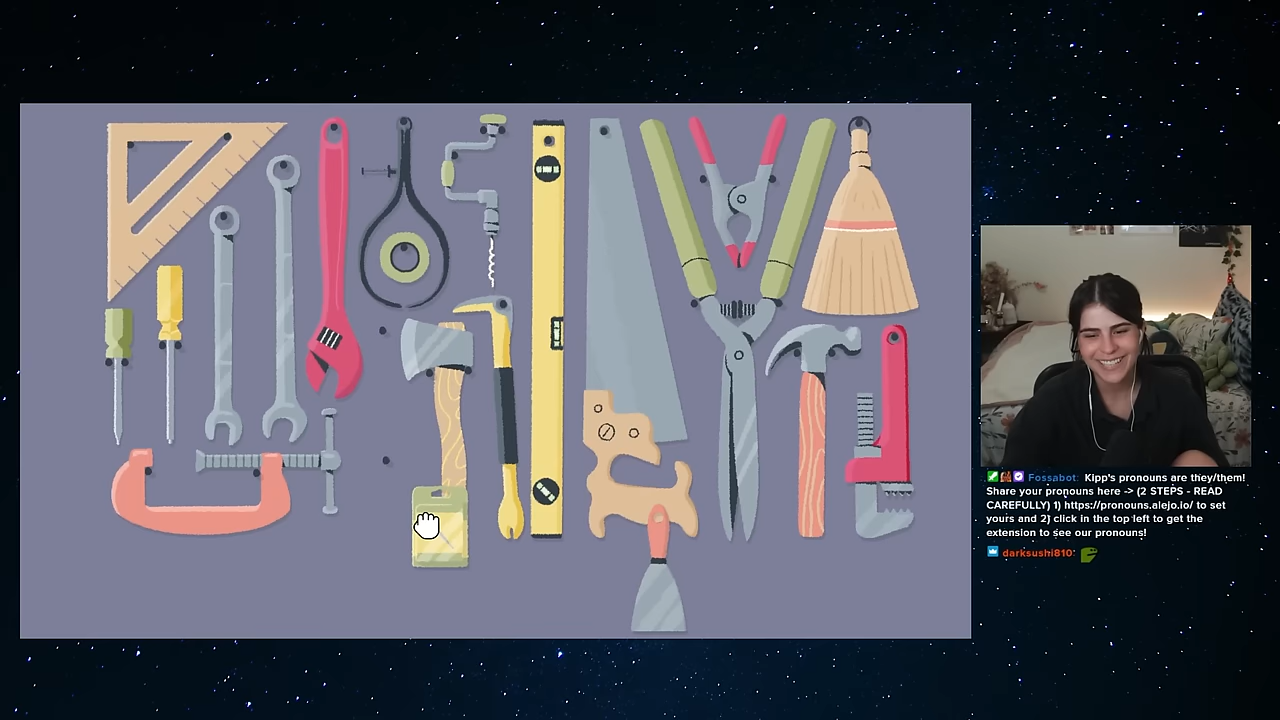 Fossabot: Kipp's pronouns are they/them!
Share your pronouns here -> (2 STEPS - READ
CAREFULLY) 1) https://pronouns.alejo.io/ to set
yours and 2) click in the top left to get the
extension to see our pronouns!
darksushi810: